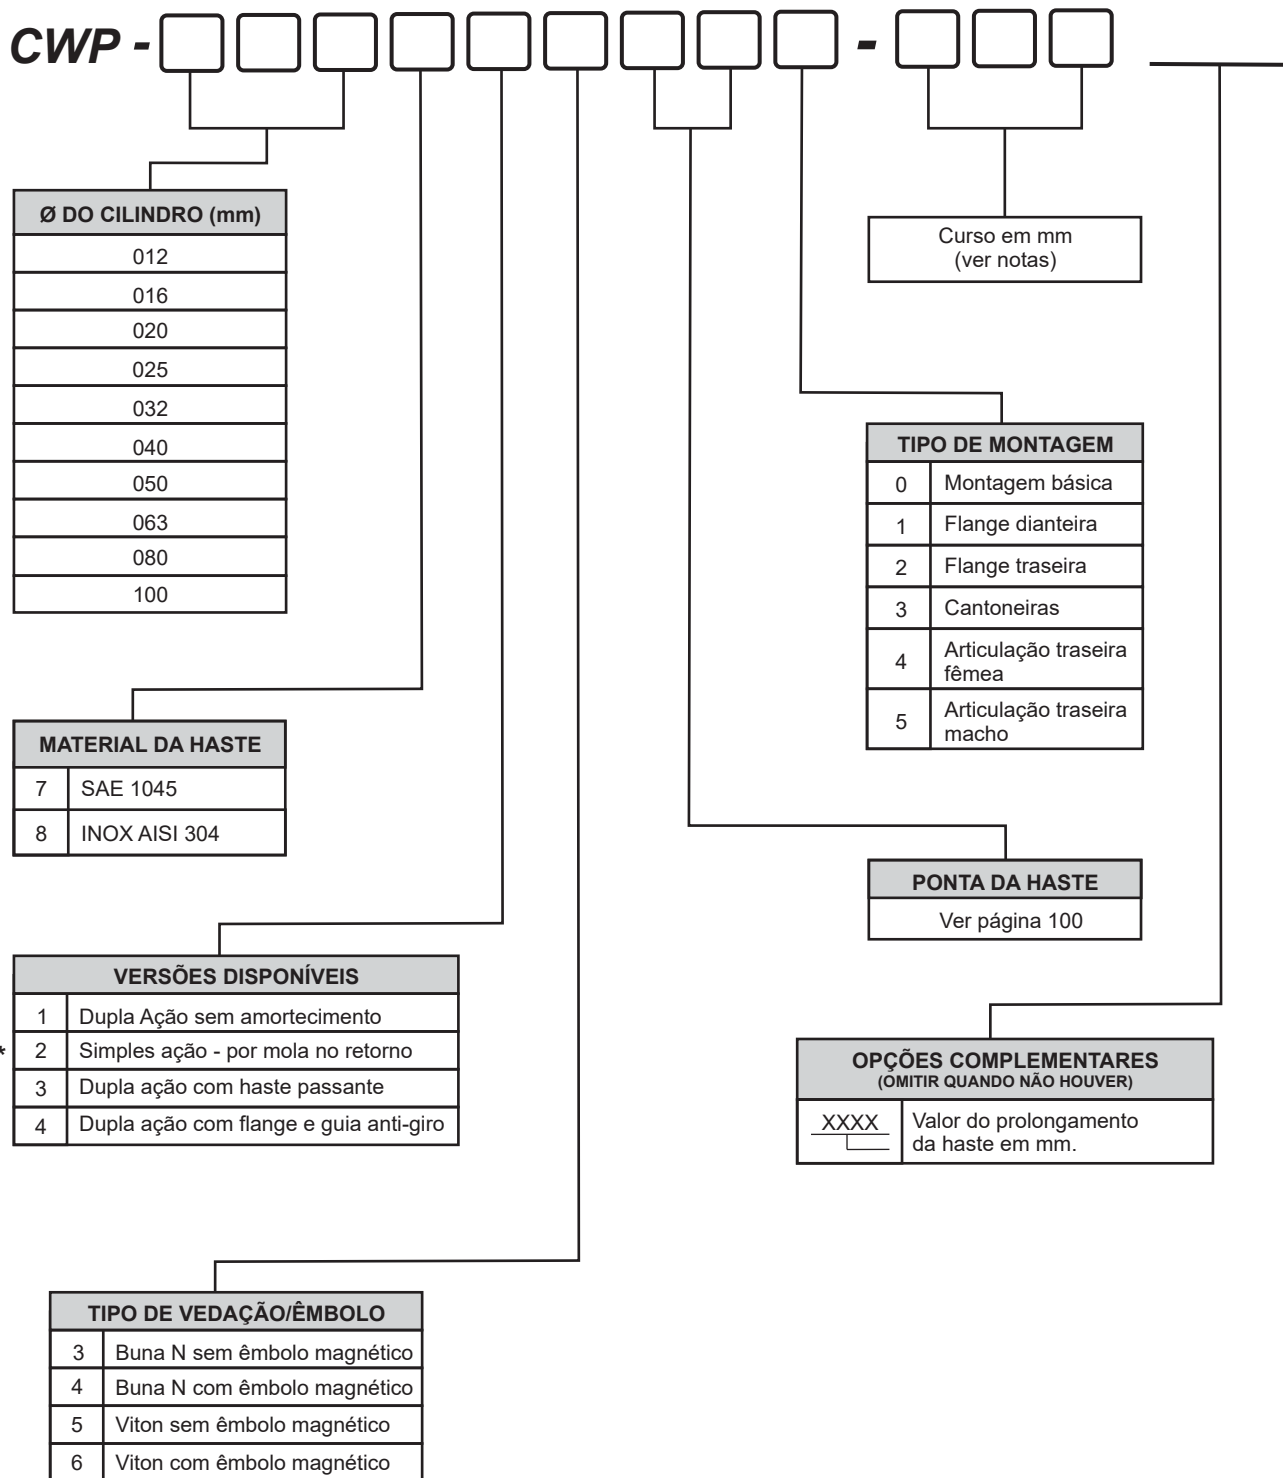 CWP - -
Ø DO CILINDRO (mm)
012
016
020
025
032
040
050
063
080
100
Curso em mm
(ver notas)
TIPO DE MONTAGEM
0 Montagem básica
1 Flange dianteira
2 Flange traseira
3 Cantoneiras
4 Articulação traseira
fêmea
5 Articulação traseira
macho
MATERIAL DA HASTE
7 SAE 1045
8 INOX AISI 304
PONTA DA HASTE
Ver página 100
VERSÕES DISPONÍVEIS
1 Dupla Ação sem amortecimento
* 2 Simples ação - por mola no retorno
3 Dupla ação com haste passante
4 Dupla ação com flange e guia anti-giro
OPÇÕES COMPLEMENTARES
(OMITIR QUANDO NÃO HOUVER)
XXXX Valor do prolongamento
da haste em mm.
TIPO DE VEDAÇÃO/ÊMBOLO
3 Buna N sem êmbolo magnético
4 Buna N com êmbolo magnético
5 Viton sem êmbolo magnético
6 Viton com êmbolo magnético